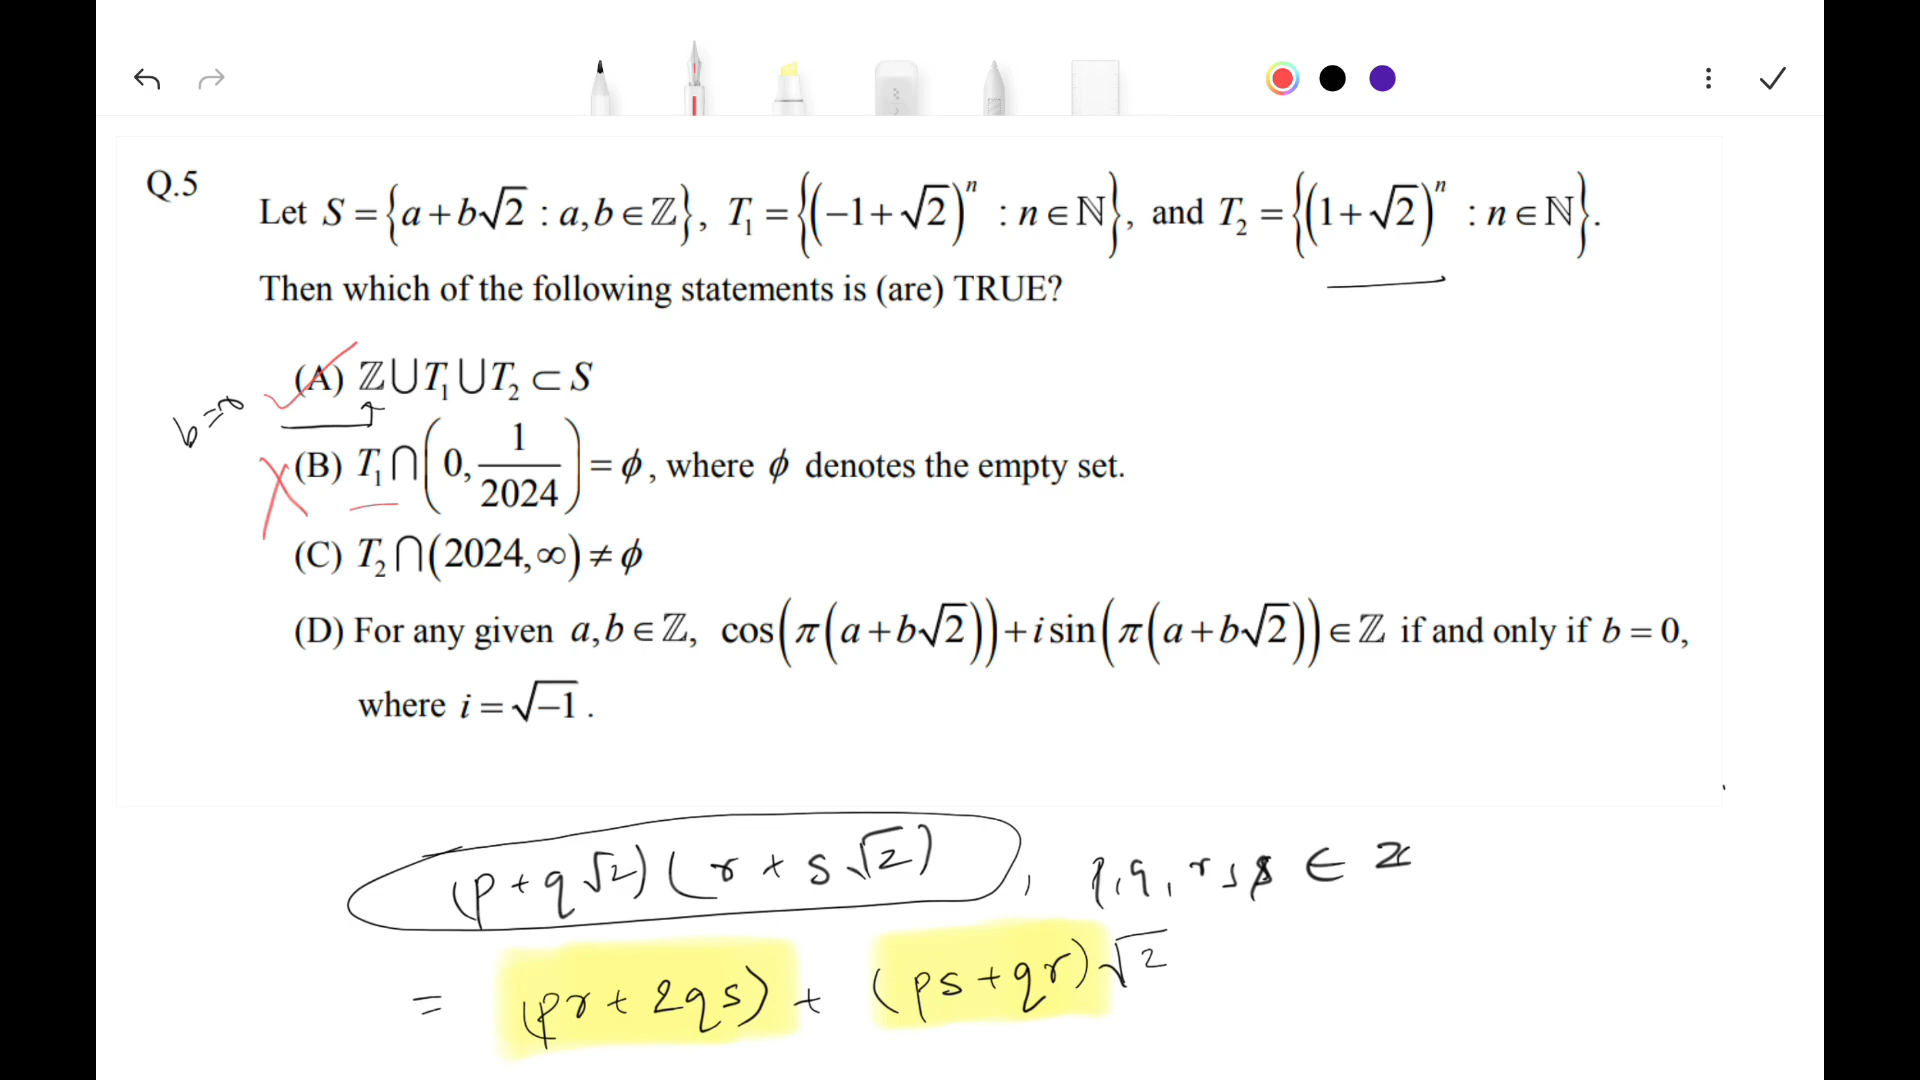 Q.5
Let S = {a + b√2 : a, b ∈ ℤ}, T₁ = {(−1 + √2)ⁿ : n ∈ ℕ}, and T₂ = {(1 + √2)ⁿ : n ∈ ℕ}.
Then which of the following statements is (are) TRUE?
(A) ℤ ⋃ T₁ ⋃ T₂ ⊂ S
b = 0
(B) T₁ ⋂ (0, 1/2024) = ϕ, where ϕ denotes the empty set.
(C) T₂ ⋂ (2024, ∞) ≠ ϕ
(D) For any given a, b ∈ ℤ, cos(π(a + b√2)) + i sin(π(a + b√2)) ∈ ℤ if and only if b = 0,
where i = √−1.
(p + q√2)(r + s√2), p, q, r, s ∈ ℤ
= (pr + 2qs) + (ps + qr)√2